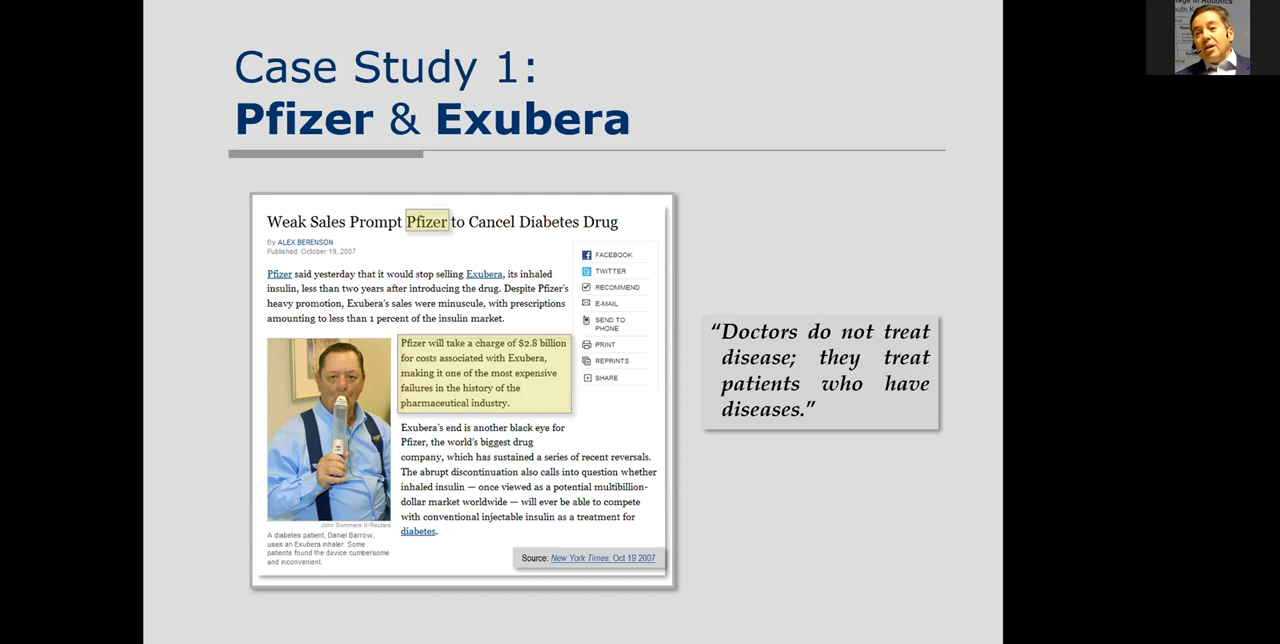 Case Study 1:
Pfizer & Exubera
Weak Sales Prompt Pfizer to Cancel Diabetes Drug
By ALEX BERENSON
Published: October 19, 2007
Pfizer said yesterday that it would stop selling Exubera, its inhaled
insulin, less than two years after introducing the drug. Despite Pfizer's
heavy promotion, Exubera's sales were minuscule, with prescriptions
amounting to less than 1 percent of the insulin market.
FACEBOOK
TWITTER
RECOMMEND
E-MAIL
SEND TO
PHONE
PRINT
REPRINTS
SHARE
Pfizer will take a charge of $2.8 billion
for costs associated with Exubera,
making it one of the most expensive
failures in the history of the
pharmaceutical industry.
Exubera's end is another black eye for
Pfizer, the world's biggest drug
company, which has sustained a series of recent reversals.
The abrupt discontinuation also calls into question whether
inhaled insulin — once viewed as a potential multibillion-
dollar market worldwide — will ever be able to compete
with conventional injectable insulin as a treatment for
diabetes.
John Sommers II/Reuters
A diabetes patient, Daniel Barrow,
uses an Exubera inhaler. Some
patients found the device cumbersome
and inconvenient.
Source: New York Times, Oct 19 2007
“Doctors do not treat
disease; they treat
patients who have
diseases.”